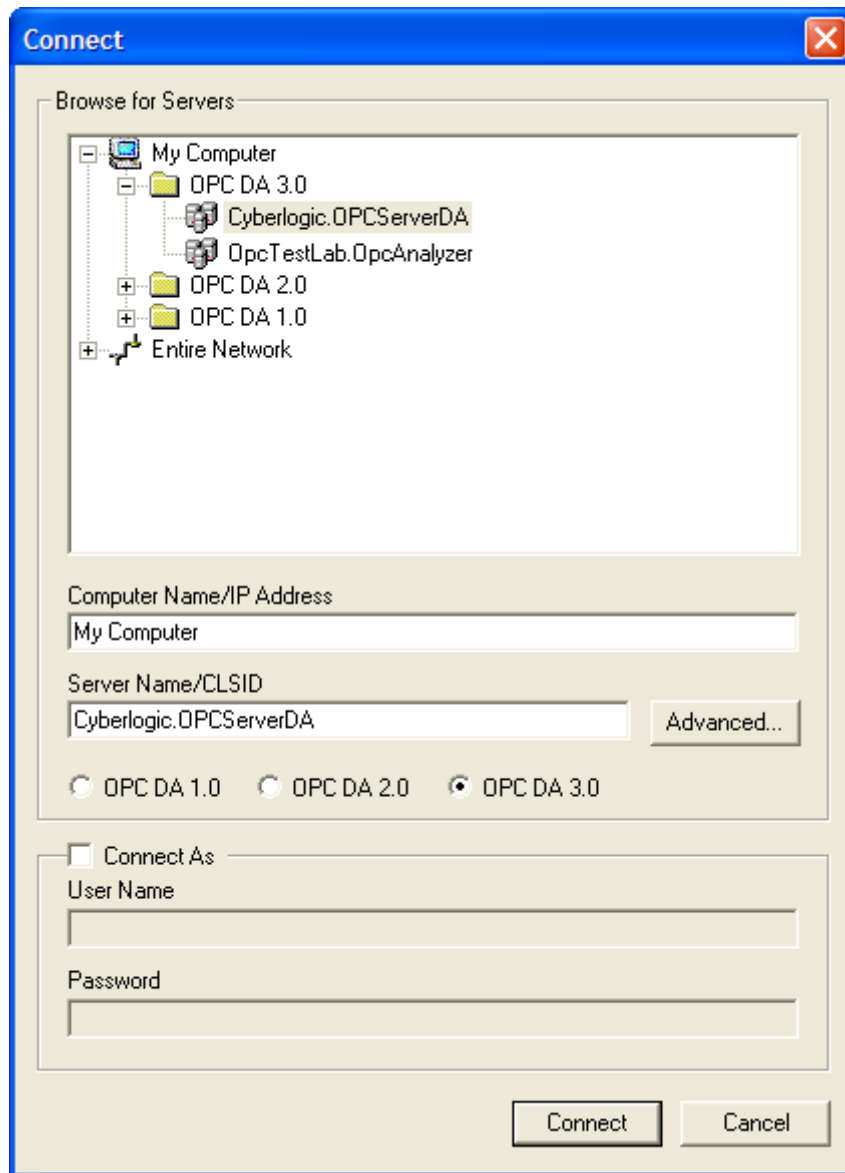 Connect
Browse for Servers
My Computer
OPC DA 3.0
Cyberlogic.OPCServerDA
OpcTestLab.OpcAnalyzer
OPC DA 2.0
OPC DA 1.0
Entire Network
Computer Name/IP Address
My Computer
Server Name/CLSID
Cyberlogic.OPCServerDA Advanced...
OPC DA 1.0 OPC DA 2.0 OPC DA 3.0
Connect As
User Name
Password
Connect Cancel